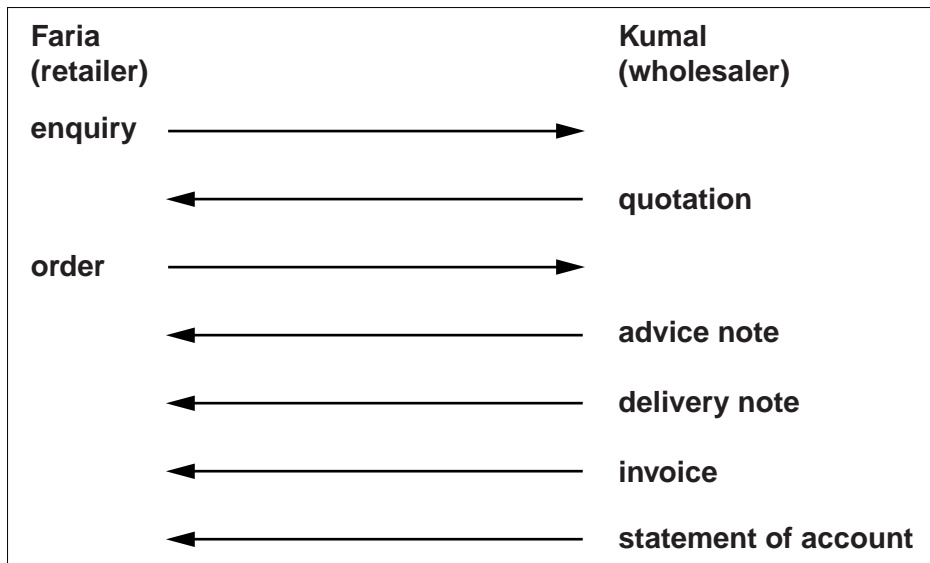 Faria
(retailer)
Kumal
(wholesaler)
enquiry
quotation
order
advice note
delivery note
invoice
statement of account